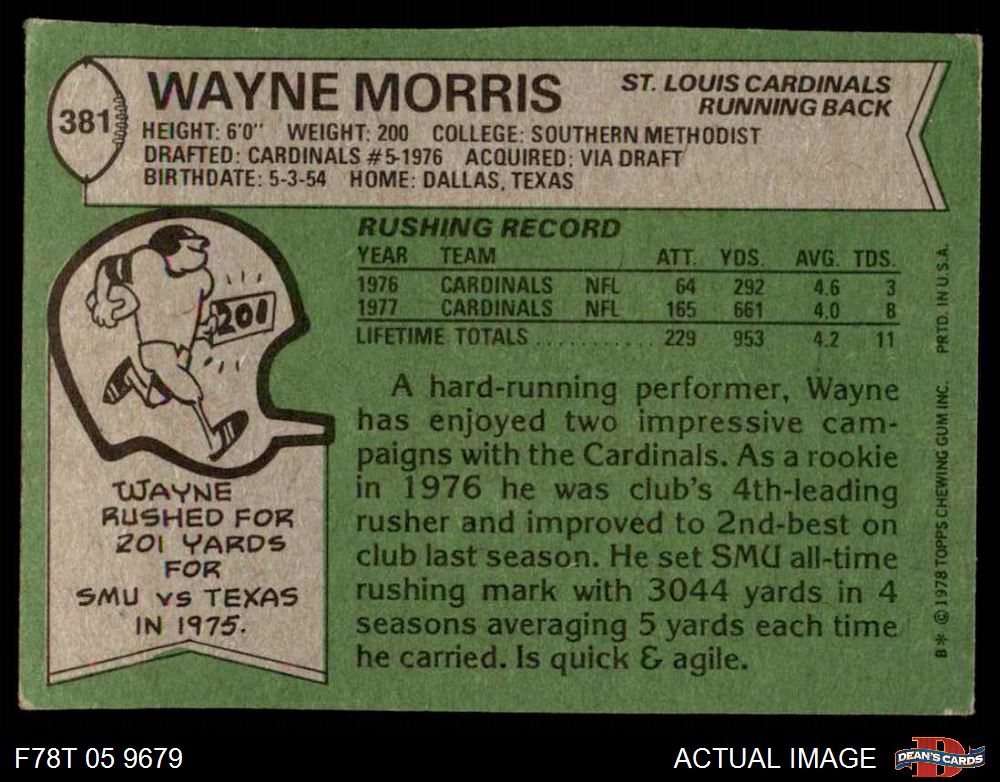 381
WAYNE MORRIS
ST. LOUIS CARDINALS
RUNNING BACK
HEIGHT: 6'0" WEIGHT: 200 COLLEGE: SOUTHERN METHODIST
DRAFTED: CARDINALS #5-1976 ACQUIRED: VIA DRAFT
BIRTHDATE: 5-3-54 HOME: DALLAS, TEXAS
RUSHING RECORD
YEAR TEAM ATT. YDS. AVG. TDS.
1976 CARDINALS NFL 64 292 4.6 3
1977 CARDINALS NFL 165 661 4.0 8
LIFETIME TOTALS ........... 229 953 4.2 11
A hard-running performer, Wayne
has enjoyed two impressive cam-
paigns with the Cardinals. As a rookie
in 1976 he was club's 4th-leading
rusher and improved to 2nd-best on
club last season. He set SMU all-time
rushing mark with 3044 yards in 4
seasons averaging 5 yards each time
he carried. Is quick & agile.
201
WAYNE
RUSHED FOR
201 YARDS
FOR
SMU VS TEXAS
IN 1975.
B* © 1978 TOPPS CHEWING GUM INC. PRTD. IN U.S.A.
F78T 05 9679
ACTUAL IMAGE
D
DEAN'S CARDS